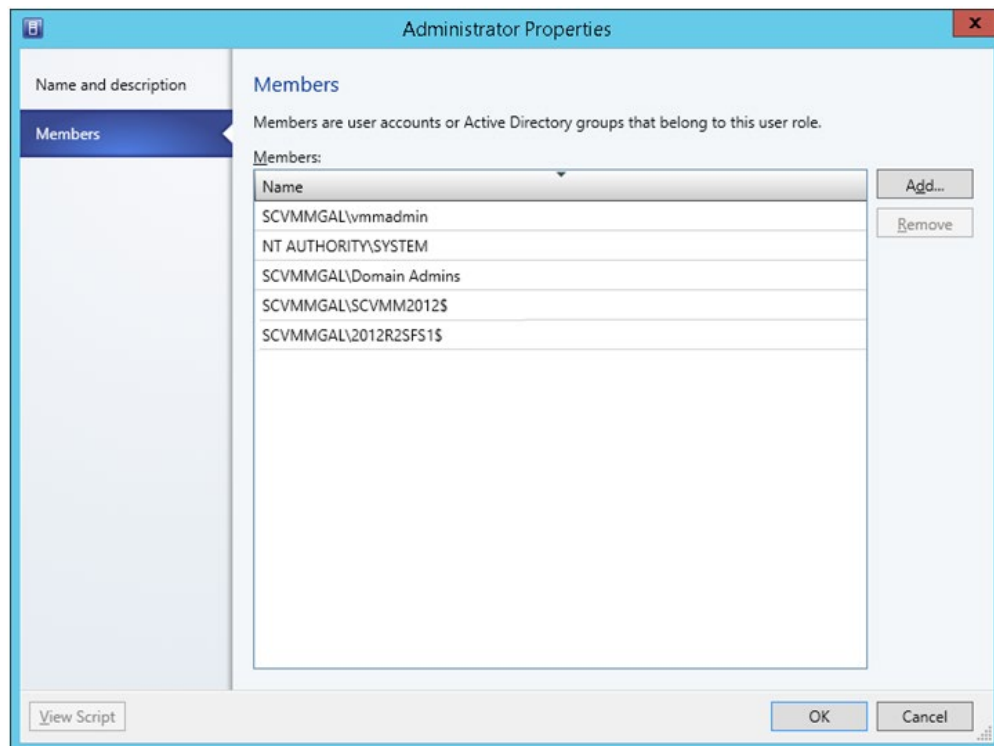 Administrator Properties
x
Name and description
Members
Members
Members are user accounts or Active Directory groups that belong to this user role.
Members:
Name
SCVMMGAL\vmmadmin
NT AUTHORITY\SYSTEM
SCVMMGAL\Domain Admins
SCVMMGAL\SCVMM2012$
SCVMMGAL\2012R2SFS1$
Add...
Remove
View Script
OK
Cancel